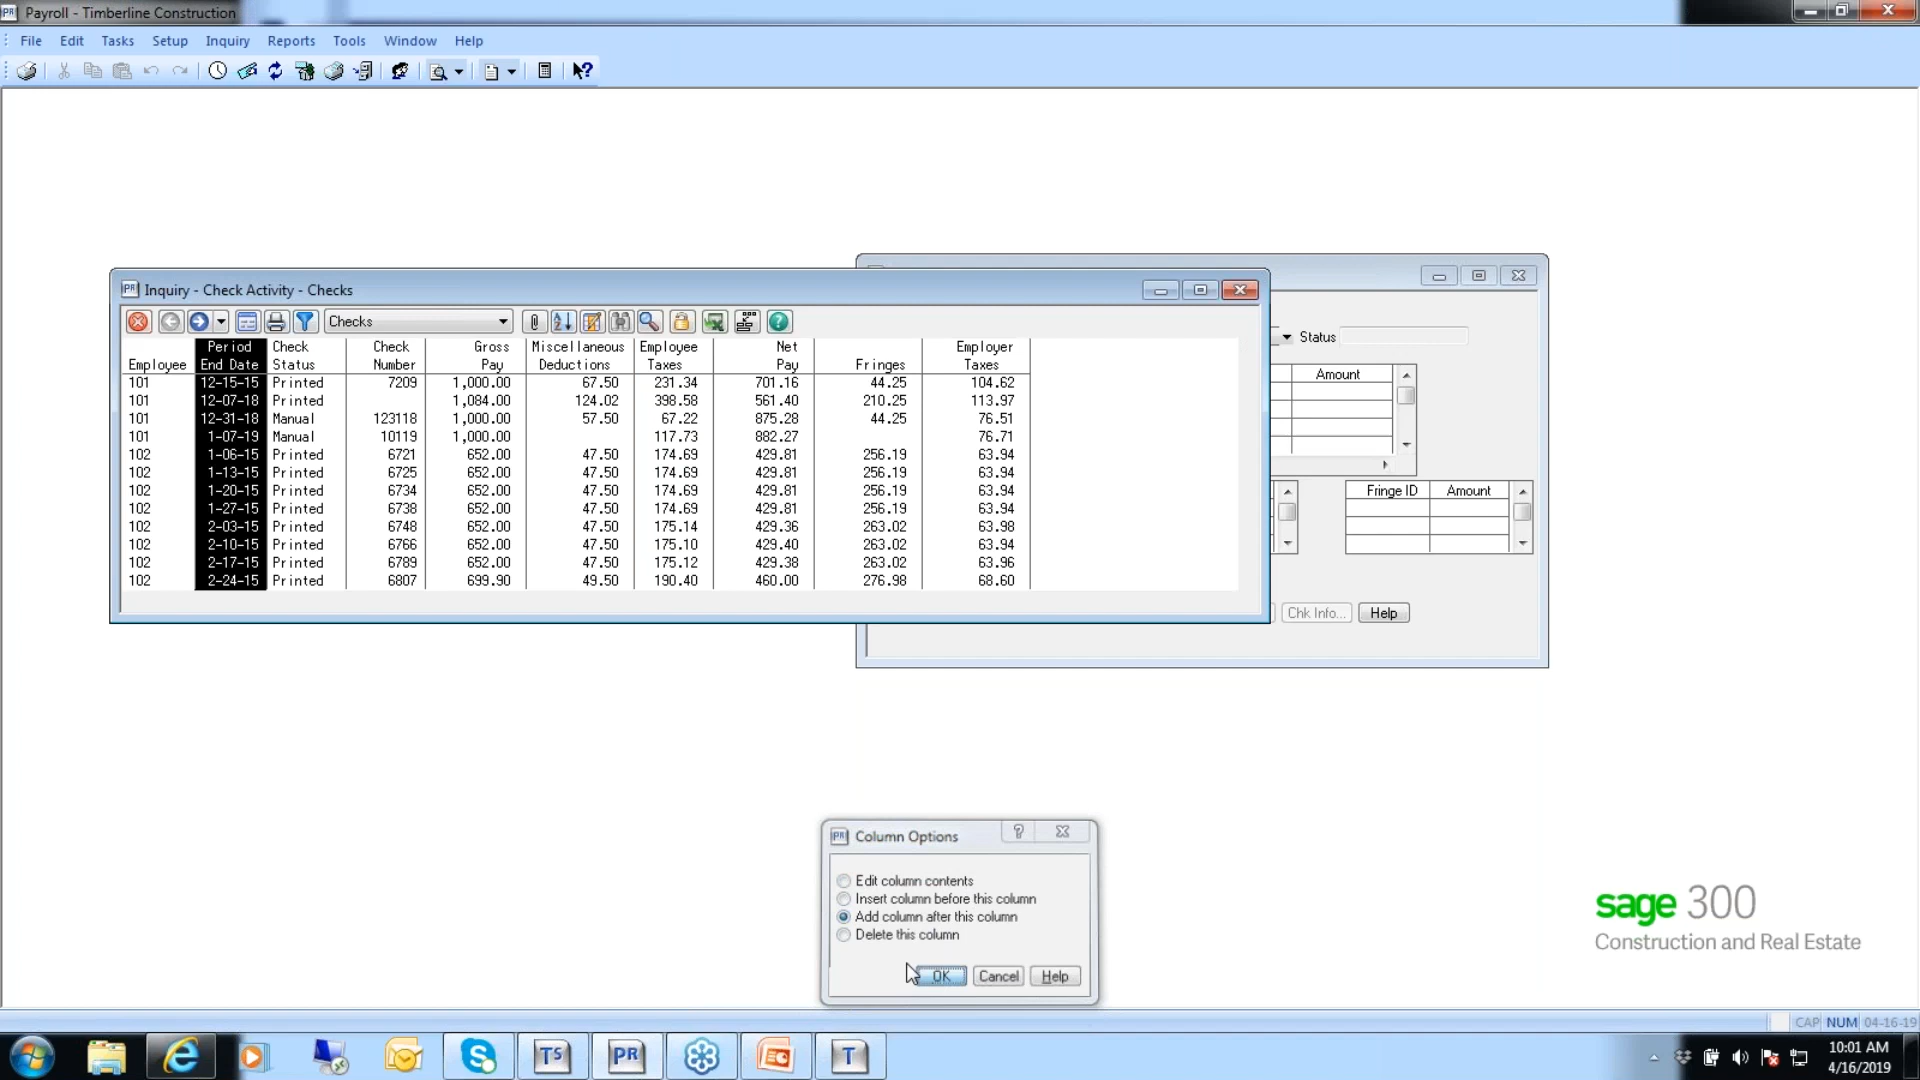 Payroll - Timberline Construction
File Edit Tasks Setup Inquiry Reports Tools Window Help
Inquiry - Check Activity - Checks
Checks
Status
Employee Period End Date Check Status Check Number Gross Pay Miscellaneous Deductions Employee Taxes Net Pay Fringes Employer Taxes
101 12-15-15 Printed 7209 1,000.00 67.50 231.34 701.16 44.25 104.62
101 12-07-18 Printed 1,084.00 124.02 398.58 561.40 210.25 113.97
101 12-31-18 Manual 123118 1,000.00 57.50 67.22 875.28 44.25 76.51
101 1-07-19 Manual 10119 1,000.00 117.73 882.27 76.71
102 1-06-15 Printed 6721 652.00 47.50 174.69 429.81 256.19 63.94
102 1-13-15 Printed 6725 652.00 47.50 174.69 429.81 256.19 63.94
102 1-20-15 Printed 6734 652.00 47.50 174.69 429.81 256.19 63.94
102 1-27-15 Printed 6738 652.00 47.50 174.69 429.81 256.19 63.94
102 2-03-15 Printed 6748 652.00 47.50 175.14 429.36 263.02 63.98
102 2-10-15 Printed 6766 652.00 47.50 175.10 429.40 263.02 63.94
102 2-17-15 Printed 6789 652.00 47.50 175.12 429.38 263.02 63.96
102 2-24-15 Printed 6807 699.90 49.50 190.40 460.00 276.98 68.60
Amount
Fringe ID Amount
Chk Info... Help
Column Options
Edit column contents
Insert column before this column
Add column after this column
Delete this column
OK Cancel Help
sage 300
Construction and Real Estate
CAP NUM 04-16-19
TS PR T
10:01 AM
4/16/2019